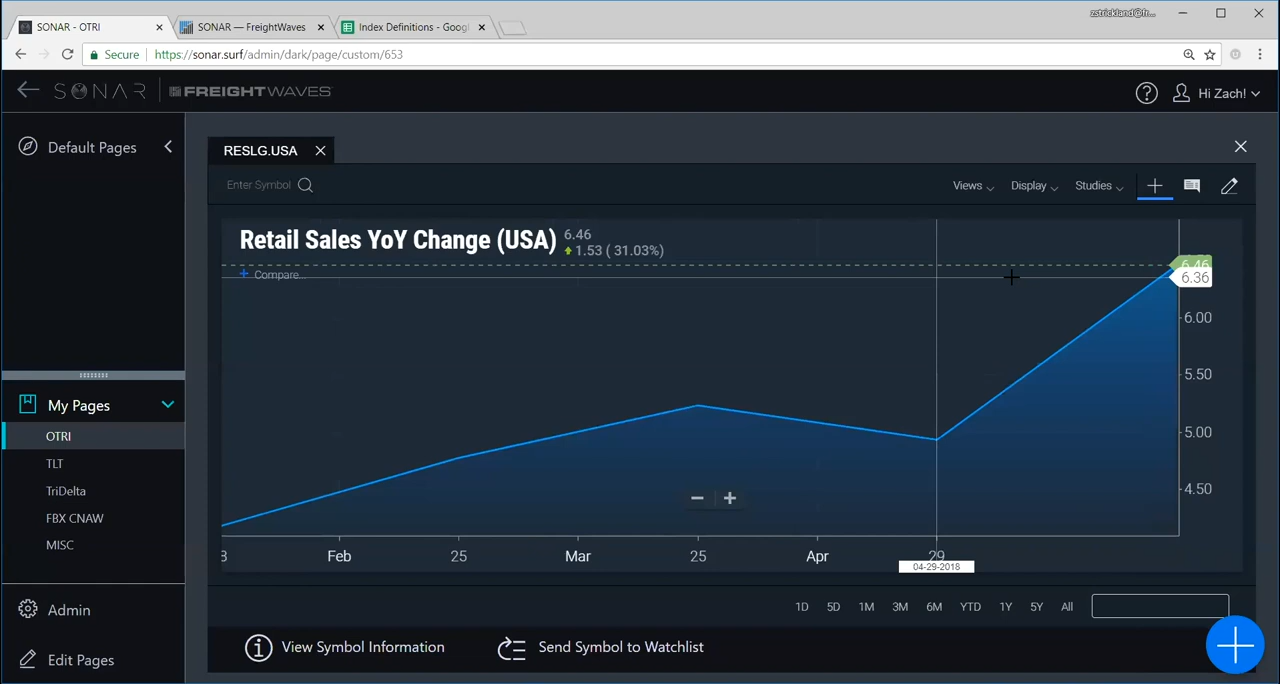 zstrickland@fr...
SONAR - OTRI
SONAR — FreightWaves
Index Definitions - Goog
Secure
https://sonar.surf/admin/dark/page/custom/653
SONAR
FREIGHTWAVES
?
Hi Zach!
Default Pages
RESLG.USA
Enter Symbol
Views
Display
Studies
Retail Sales YoY Change (USA)
6.46
1.53 ( 31.03%)
+ Compare...
6.46
6.36
6.00
5.50
5.00
4.50
Feb
25
Mar
25
Apr
29
04-29-2018
My Pages
OTRI
TLT
TriDelta
FBX CNAW
MISC
Admin
Edit Pages
1D 5D 1M 3M 6M YTD 1Y 5Y All
View Symbol Information
Send Symbol to Watchlist